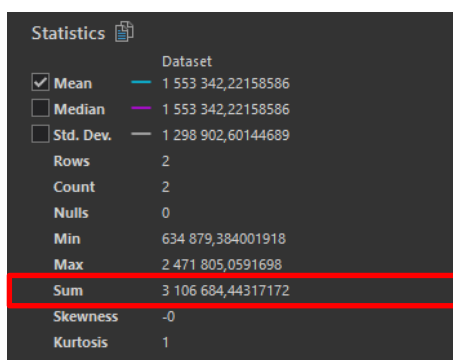 Statistics
Dataset
Mean 1 553 342,22158586
Median 1 553 342,22158586
Std. Dev. 1 298 902,60144689
Rows 2
Count 2
Nulls 0
Min 634 879,384001918
Max 2 471 805,0591698
Sum 3 106 684,44317172
Skewness -0
Kurtosis 1